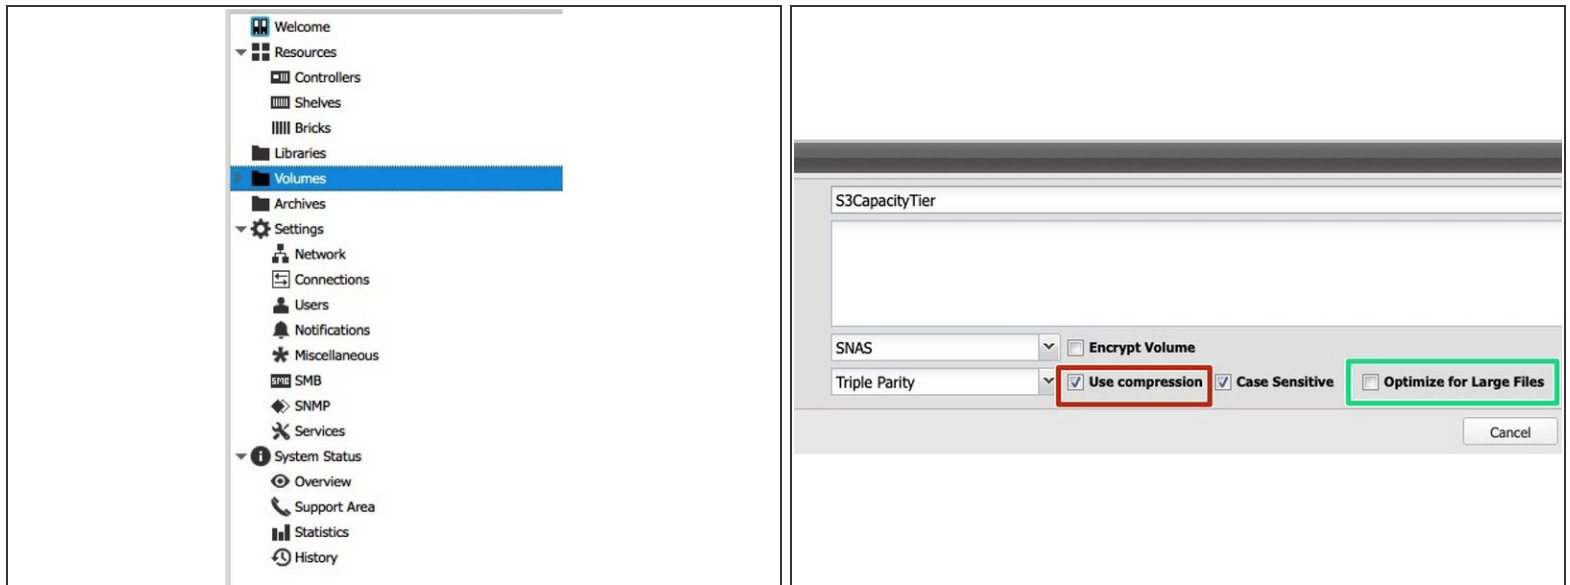 Welcome
Resources
Controllers
Shelves
Bricks
Libraries
Volumes
Archives
Settings
Network
Connections
Users
Notifications
Miscellaneous
SMB SMB
SNMP
Services
System Status
Overview
Support Area
Statistics
History
S3CapacityTier
SNAS Encrypt Volume
Triple Parity Use compression Case Sensitive Optimize for Large Files
Cancel